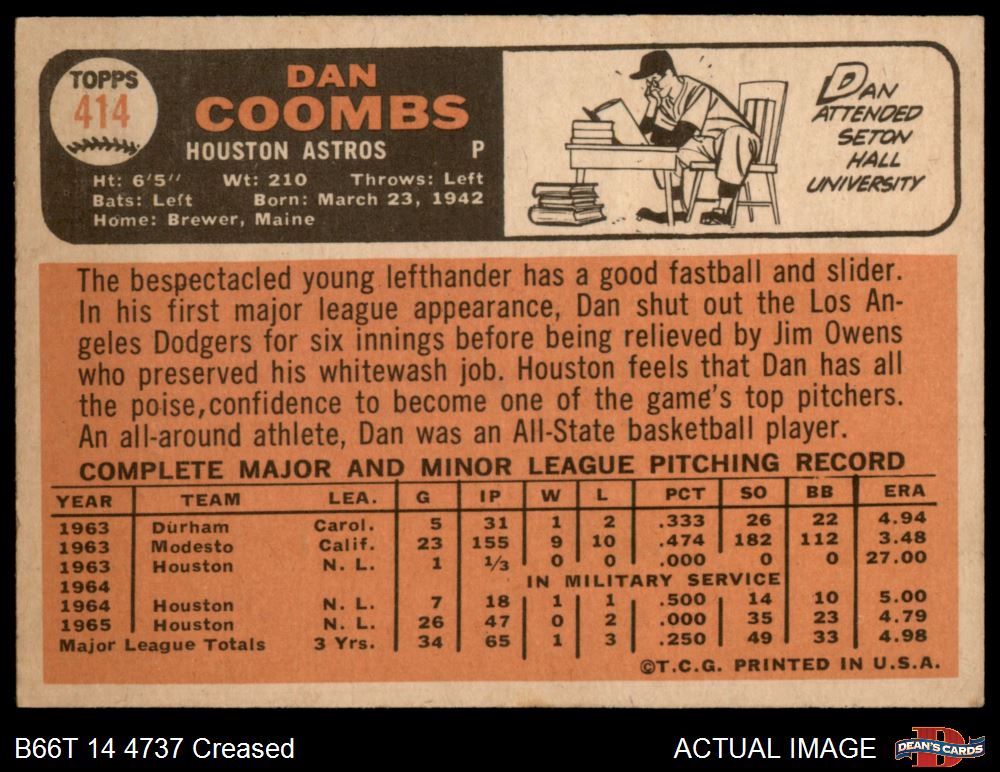 TOPPS
414
DAN
COOMBS
HOUSTON ASTROS P
Ht: 6'5" Wt: 210 Throws: Left
Bats: Left Born: March 23, 1942
Home: Brewer, Maine
DAN
ATTENDED
SETON
HALL
UNIVERSITY
The bespectacled young lefthander has a good fastball and slider.
In his first major league appearance, Dan shut out the Los An-
geles Dodgers for six innings before being relieved by Jim Owens
who preserved his whitewash job. Houston feels that Dan has all
the poise,confidence to become one of the game's top pitchers.
An all-around athlete, Dan was an All-State basketball player.
COMPLETE MAJOR AND MINOR LEAGUE PITCHING RECORD
YEAR TEAM LEA. G IP W L PCT SO BB ERA
1963 Durham Carol. 5 31 1 2 .333 26 22 4.94
1963 Modesto Calif. 23 155 9 10 .474 182 112 3.48
1963 Houston N. L. 1 1/3 0 0 .000 0 0 27.00
1964 IN MILITARY SERVICE
1964 Houston N. L. 7 18 1 1 .500 14 10 5.00
1965 Houston N. L. 26 47 0 2 .000 35 23 4.79
Major League Totals 3 Yrs. 34 65 1 3 .250 49 33 4.98
©T.C.G. PRINTED IN U.S.A.
B66T 14 4737 Creased
ACTUAL IMAGE
DEAN'S CARDS